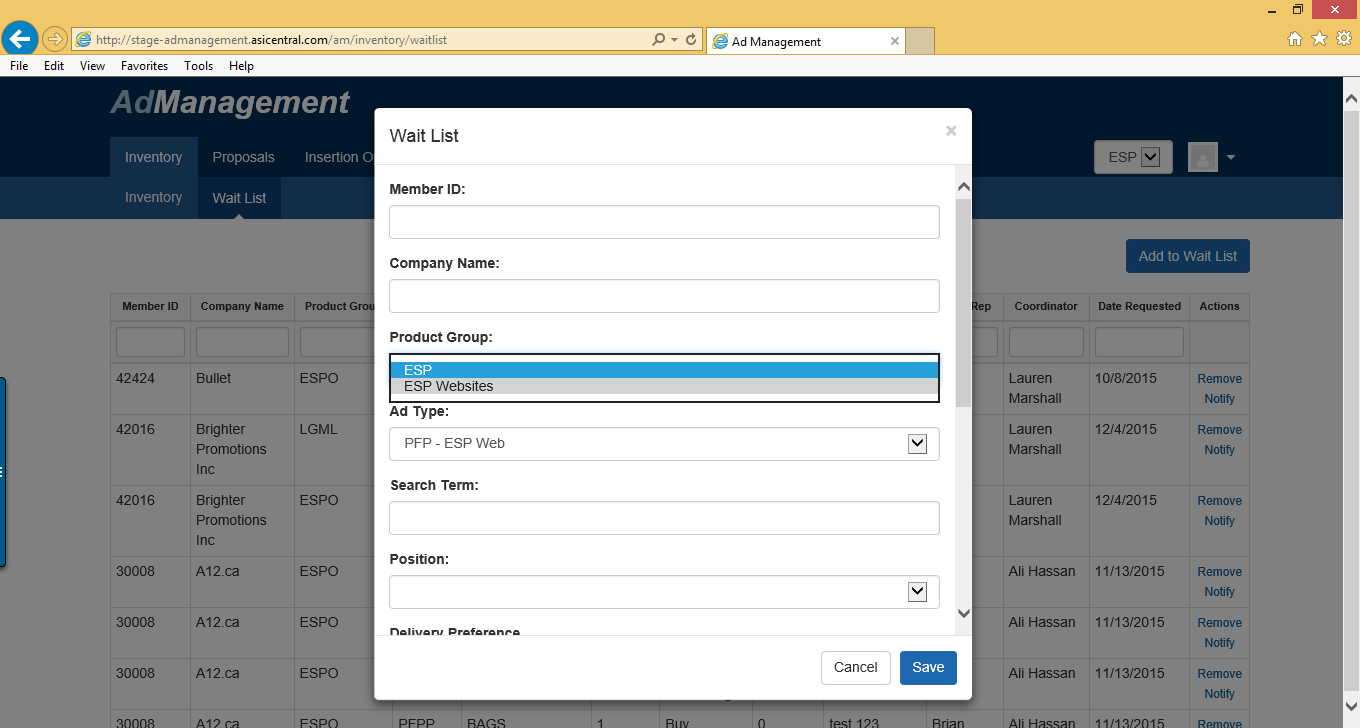 http://stage-admanagement.asicentral.com/am/inventory/waitlist
Ad Management
File Edit View Favorites Tools Help
AdManagement
Inventory Proposals Insertion O
ESP
Inventory Wait List
Add to Wait List
Wait List
Member ID:
Company Name:
Product Group:
ESP
ESP Websites
Ad Type:
PFP - ESP Web
Search Term:
Position:
Delivery Preference
Cancel Save
Member ID Company Name Product Grou Rep Coordinator Date Requested Actions
42424 Bullet ESPO Lauren Marshall 10/8/2015 Remove
Notify
42016 Brighter Promotions Inc LGML Lauren Marshall 12/4/2015 Remove
Notify
42016 Brighter Promotions Inc ESPO Lauren Marshall 12/4/2015 Remove
Notify
30008 A12.ca ESPO Ali Hassan 11/13/2015 Remove
Notify
30008 A12.ca ESPO Ali Hassan 11/13/2015 Remove
Notify
30008 A12.ca ESPO Ali Hassan 11/13/2015 Remove
Notify
30008 A12.ca ESPO PFPP BAGS 1 Buy 0 test 123 Brian Ali Hassan 11/13/2015 Remove